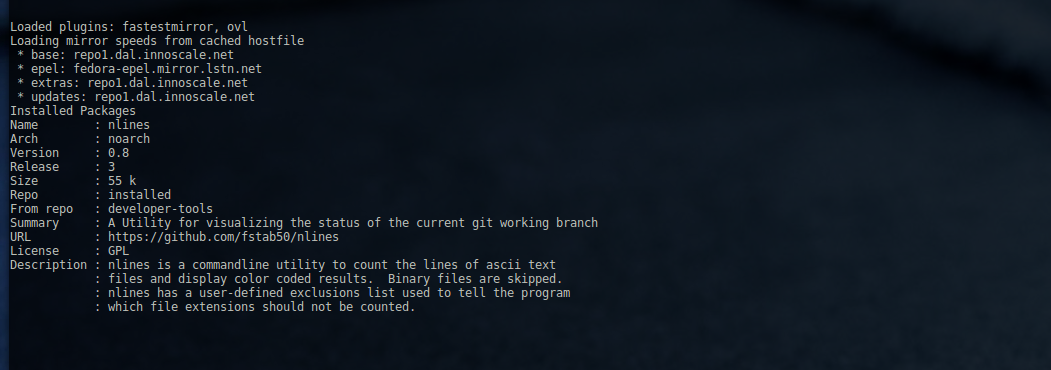 Loaded plugins: fastestmirror, ovl
Loading mirror speeds from cached hostfile
 * base: repo1.dal.innoscale.net
 * epel: fedora-epel.mirror.lstn.net
 * extras: repo1.dal.innoscale.net
 * updates: repo1.dal.innoscale.net
Installed Packages
Name        : nlines
Arch        : noarch
Version     : 0.8
Release     : 3
Size        : 55 k
Repo        : installed
From repo   : developer-tools
Summary     : A Utility for visualizing the status of the current git working branch
URL         : https://github.com/fstab50/nlines
License     : GPL
Description : nlines is a commandline utility to count the lines of ascii text
            : files and display color coded results.  Binary files are skipped.
            : nlines has a user-defined exclusions list used to tell the program
            : which file extensions should not be counted.